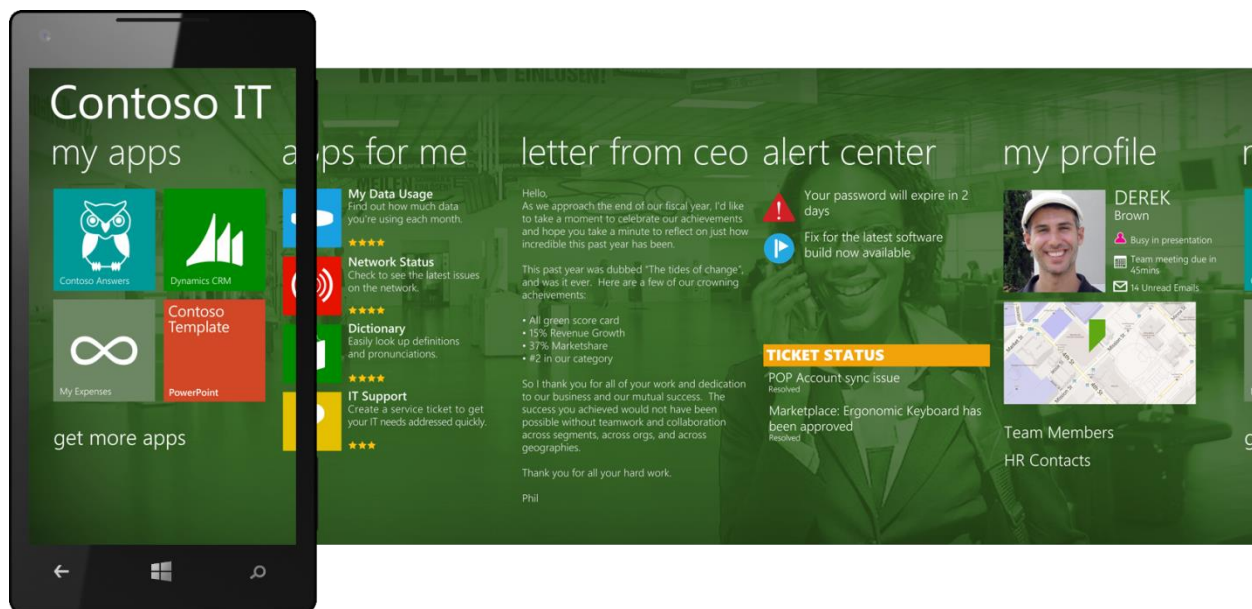 MEILEN EINLÖSEN!
Contoso IT
my apps
Contoso Answers
Dynamics CRM
My Expenses
Contoso
Template
PowerPoint
get more apps
apps for me
My Data Usage
Find out how much data
you're using each month.
Network Status
Check to see the latest issues
on the network.
Dictionary
Easily look up definitions
and pronunciations.
IT Support
Create a service ticket to get
your IT needs addressed quickly.
letter from ceo
Hello,
As we approach the end of our fiscal year, I'd like
to take a moment to celebrate our achievements
and hope you take a minute to reflect on just how
incredible this past year has been.
This past year was dubbed "The tides of change",
and was it ever. Here are a few of our crowning
acheivements:
• All green score card
• 15% Revenue Growth
• 37% Marketshare
• #2 in our category
So I thank you for all of your work and dedication
to our business and our mutual success. The
success you achieved would not have been
possible without teamwork and collaboration
across segments, across orgs, and across
geographies.
Thank you for all your hard work.
Phil
alert center
Your password will expire in 2
days
Fix for the latest software
build now available
TICKET STATUS
POP Account sync issue
Resolved
Marketplace: Ergonomic Keyboard has
been approved
Resolved
my profile
DEREK
Brown
Busy in presentation
Team meeting due in
45mins
14 Unread Emails
Market St
4th St
Mission St
Team Members
HR Contacts